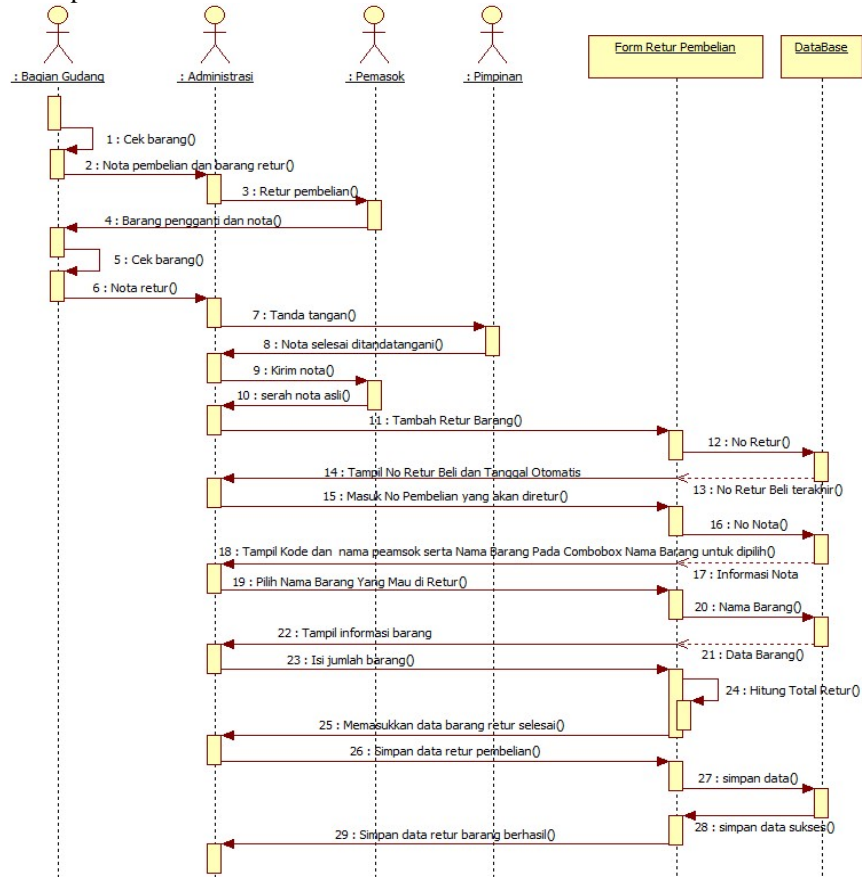 : Bagian Gudang
: Administrasi
: Pemasok
: Pimpinan
Form Retur Pembelian
DataBase
1 : Cek barang()
2 : Nota pembelian dan barang retur()
3 : Retur pembelian()
4 : Barang pengganti dan nota()
5 : Cek barang()
6 : Nota retur()
7 : Tanda tangan()
8 : Nota selesai ditandatangani()
9 : Kirim nota()
10 : serah nota asli()
11 : Tambah Retur Barang()
12 : No Retur()
14 : Tampil No Retur Beli dan Tanggal Otomatis
13 : No Retur Beli terakhir()
15 : Masuk No Pembelian yang akan diretur()
16 : No Nota()
18 : Tampil Kode dan nama peamsok serta Nama Barang Pada Combobox Nama Barang untuk dipilih()
17 : Informasi Nota
19 : Pilih Nama Barang Yang Mau di Retur()
20 : Nama Barang()
22 : Tampil informasi barang
21 : Data Barang()
23 : Isi jumlah barang()
24 : Hitung Total Retur()
25 : Memasukkan data barang retur selesai()
26 : Simpan data retur pembelian()
27 : simpan data()
28 : simpan data sukses()
29 : Simpan data retur barang berhasil()